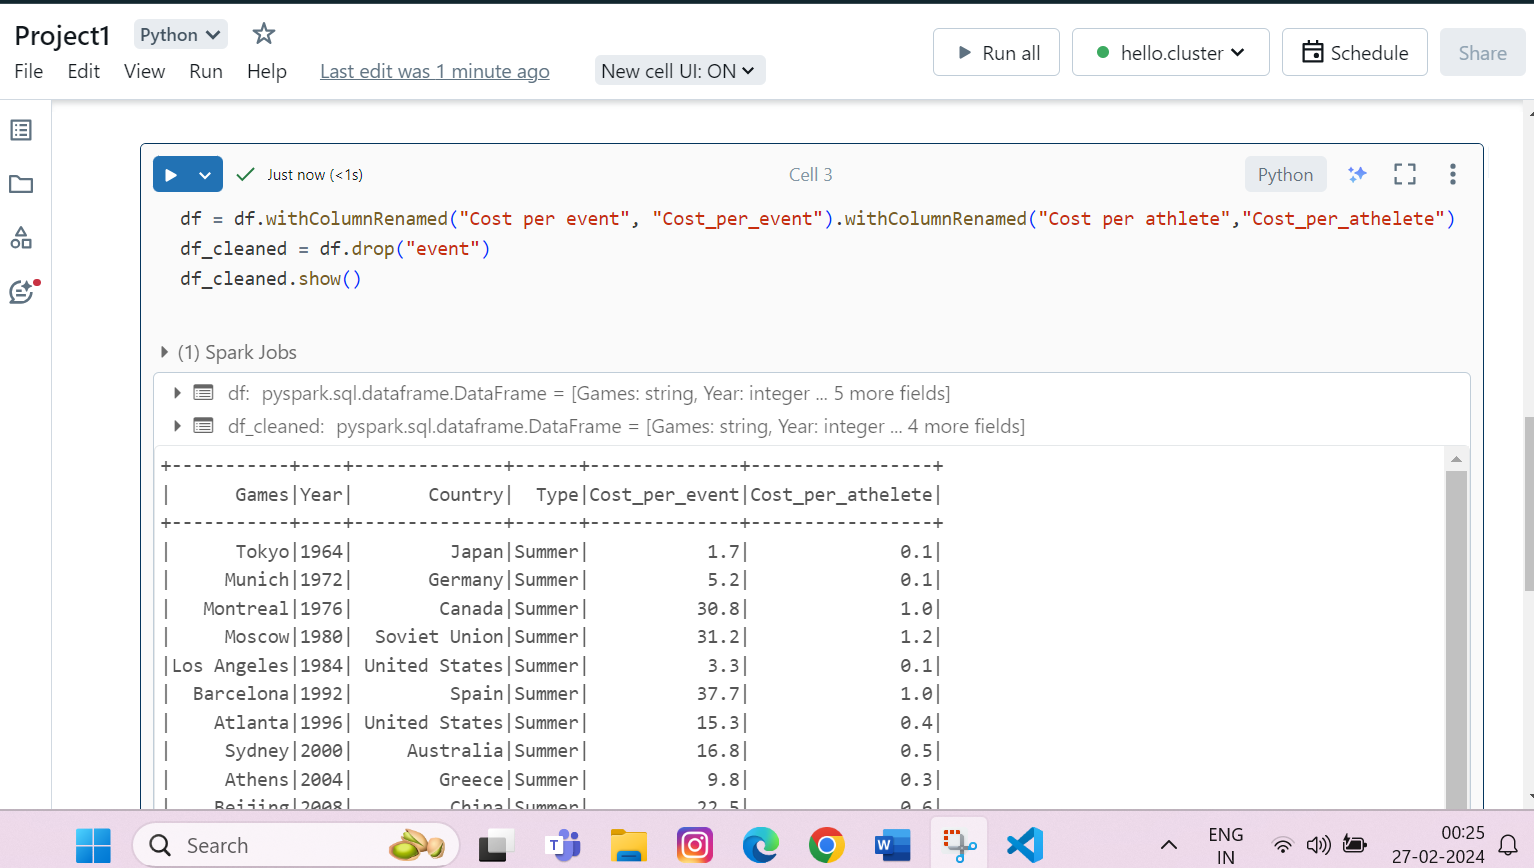 Project1 Python
File Edit View Run Help Last edit was 1 minute ago New cell UI: ON
Run all hello.cluster Schedule Share
Just now (<1s) Cell 3 Python
df = df.withColumnRenamed("Cost per event", "Cost_per_event").withColumnRenamed("Cost per athlete","Cost_per_athelete")
df_cleaned = df.drop("event")
df_cleaned.show()
(1) Spark Jobs
df: pyspark.sql.dataframe.DataFrame = [Games: string, Year: integer ... 5 more fields]
df_cleaned: pyspark.sql.dataframe.DataFrame = [Games: string, Year: integer ... 4 more fields]
+-----------+----+--------------+------+--------------+-----------------+
|      Games|Year|       Country|  Type|Cost_per_event|Cost_per_athelete|
+-----------+----+--------------+------+--------------+-----------------+
|      Tokyo|1964|         Japan|Summer|           1.7|              0.1|
|     Munich|1972|       Germany|Summer|           5.2|              0.1|
|   Montreal|1976|        Canada|Summer|          30.8|              1.0|
|     Moscow|1980|  Soviet Union|Summer|          31.2|              1.2|
|Los Angeles|1984| United States|Summer|           3.3|              0.1|
|  Barcelona|1992|         Spain|Summer|          37.7|              1.0|
|    Atlanta|1996| United States|Summer|          15.3|              0.4|
|     Sydney|2000|     Australia|Summer|          16.8|              0.5|
|     Athens|2004|        Greece|Summer|           9.8|              0.3|
|    Beijing|2008|         China|Summer|          22.5|              0.6|
Search
ENG
IN
00:25
27-02-2024